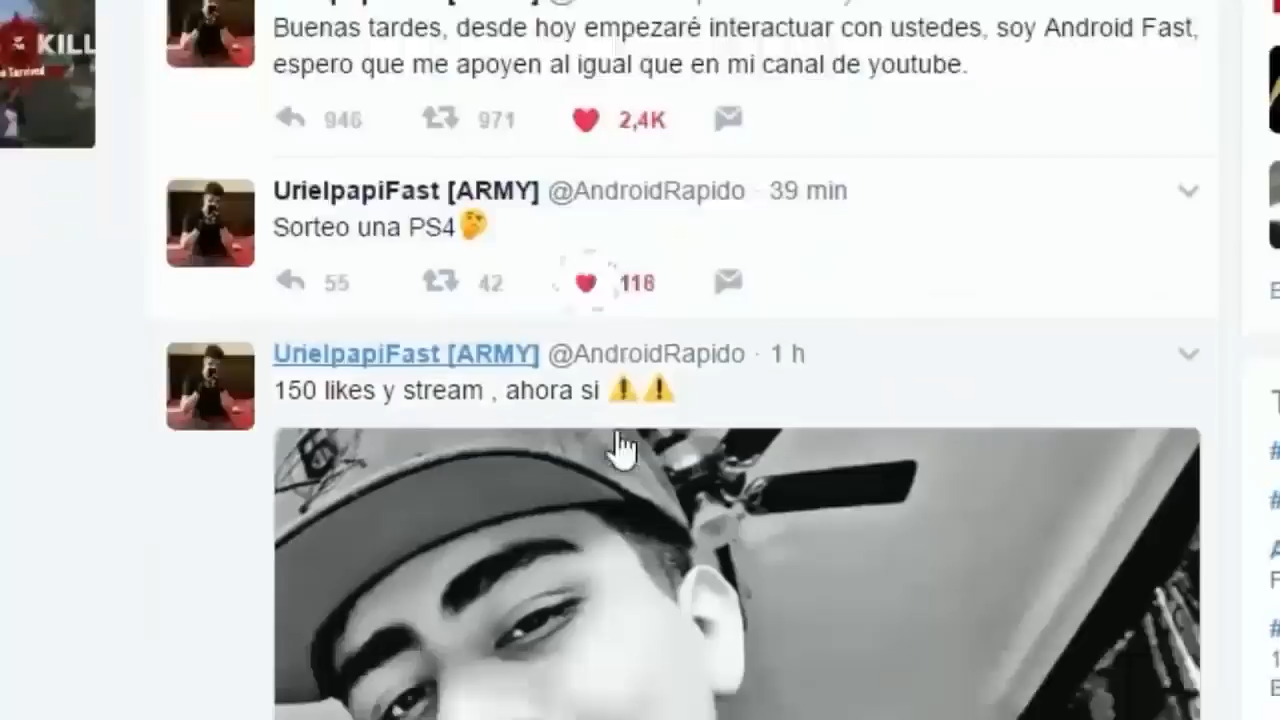 KILL
Buenas tardes, desde hoy empezaré interactuar con ustedes, soy Android Fast,
espero que me apoyen al igual que en mi canal de youtube.
946 971 2,4K
UrielpapiFast [ARMY] @AndroidRapido · 39 min
Sorteo una PS4🤔
55 42 116
UrielpapiFast [ARMY] @AndroidRapido · 1 h
150 likes y stream , ahora si ⚠️⚠️